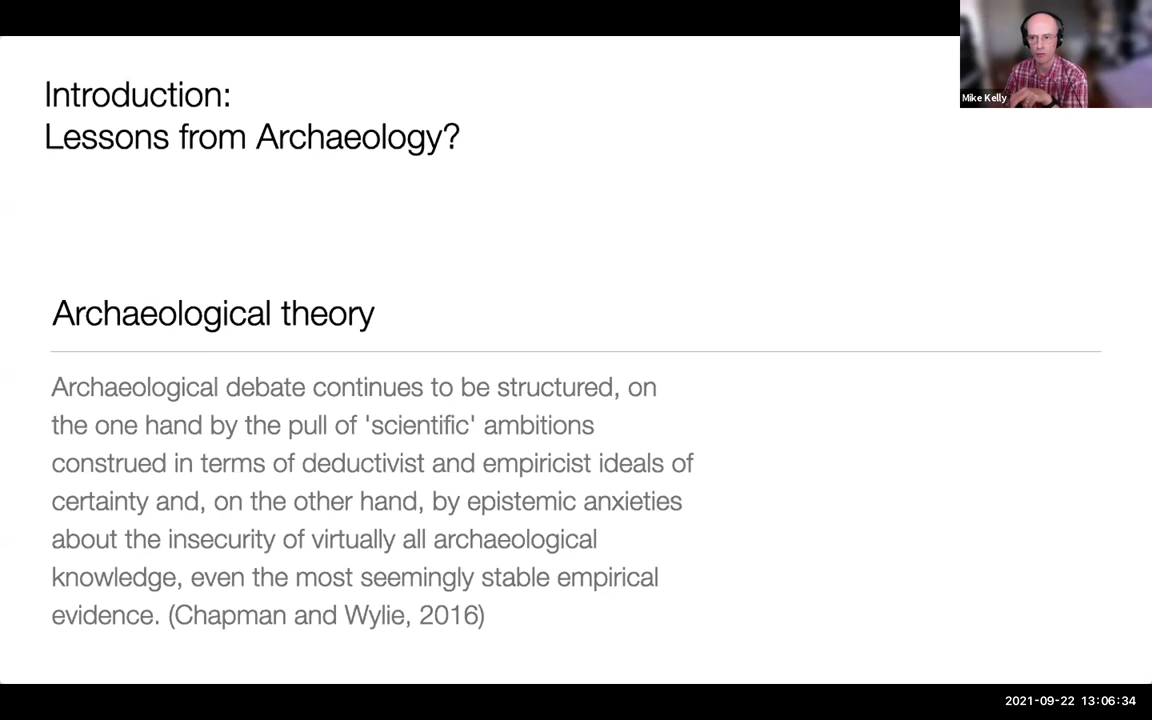 Introduction:
Lessons from Archaeology?
Mike Kelly
Archaeological theory
Archaeological debate continues to be structured, on
the one hand by the pull of 'scientific' ambitions
construed in terms of deductivist and empiricist ideals of
certainty and, on the other hand, by epistemic anxieties
about the insecurity of virtually all archaeological
knowledge, even the most seemingly stable empirical
evidence. (Chapman and Wylie, 2016)
2021-09-22 13:06:34